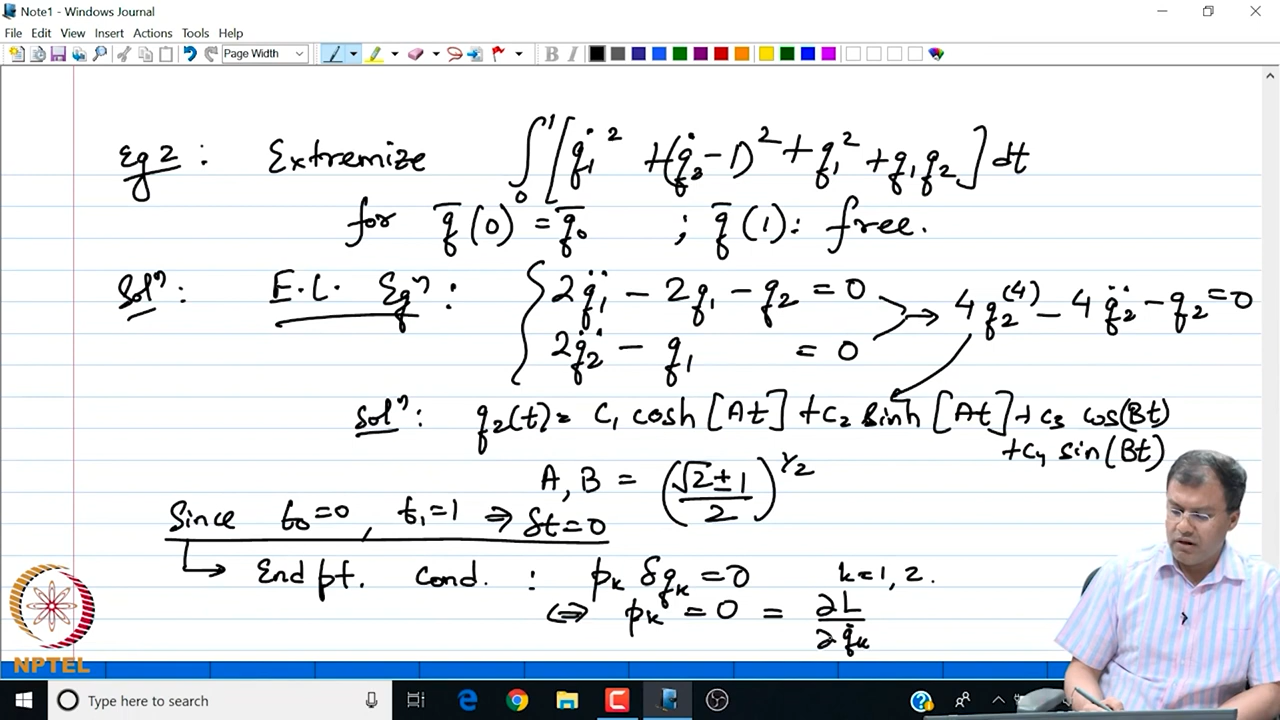 Note1 - Windows Journal
File Edit View Insert Actions Tools Help
Page Width B I
Eg 2 : Extremize ∫₀¹ [q̇₁² + (q̇₂ - 1)² + q₁² + q₁q₂] dt
for q̄(0) = q̄₀ ; q̄(1): free.
Solⁿ : E.L. Eqⁿ : { 2q̈₁ - 2q₁ - q₂ = 0
2q̈₂ - q₁ = 0 → 4q₂⁽⁴⁾ - 4q̈₂ - q₂ = 0
Solⁿ: q₂(t) = C₁ cosh [At] + C₂ sinh [At] + C₃ cos(Bt)
+ C₄ sin(Bt)
A, B = ((√2 ± 1)/2)^(1/2)
Since t₀=0, t₁=1 ⇒ δt=0
↳ End pt. Cond. : pₖ δqₖ = 0 k=1, 2.
⇔ pₖ = 0 = ∂L/∂q̇ₖ
NPTEL
Type here to search